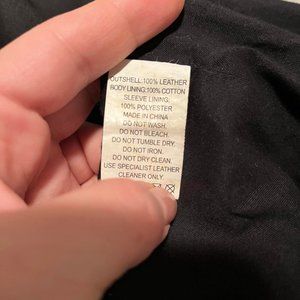 OUTSHELL:100% LEATHER
BODY LINING:100% COTTON
SLEEVE LINING:
100% POLYESTER
MADE IN CHINA
DO NOT WASH.
DO NOT BLEACH.
DO NOT TUMBLE DRY.
DO NOT IRON.
DO NOT DRY CLEAN.
USE SPECIALIST LEATHER
CLEANER ONLY.